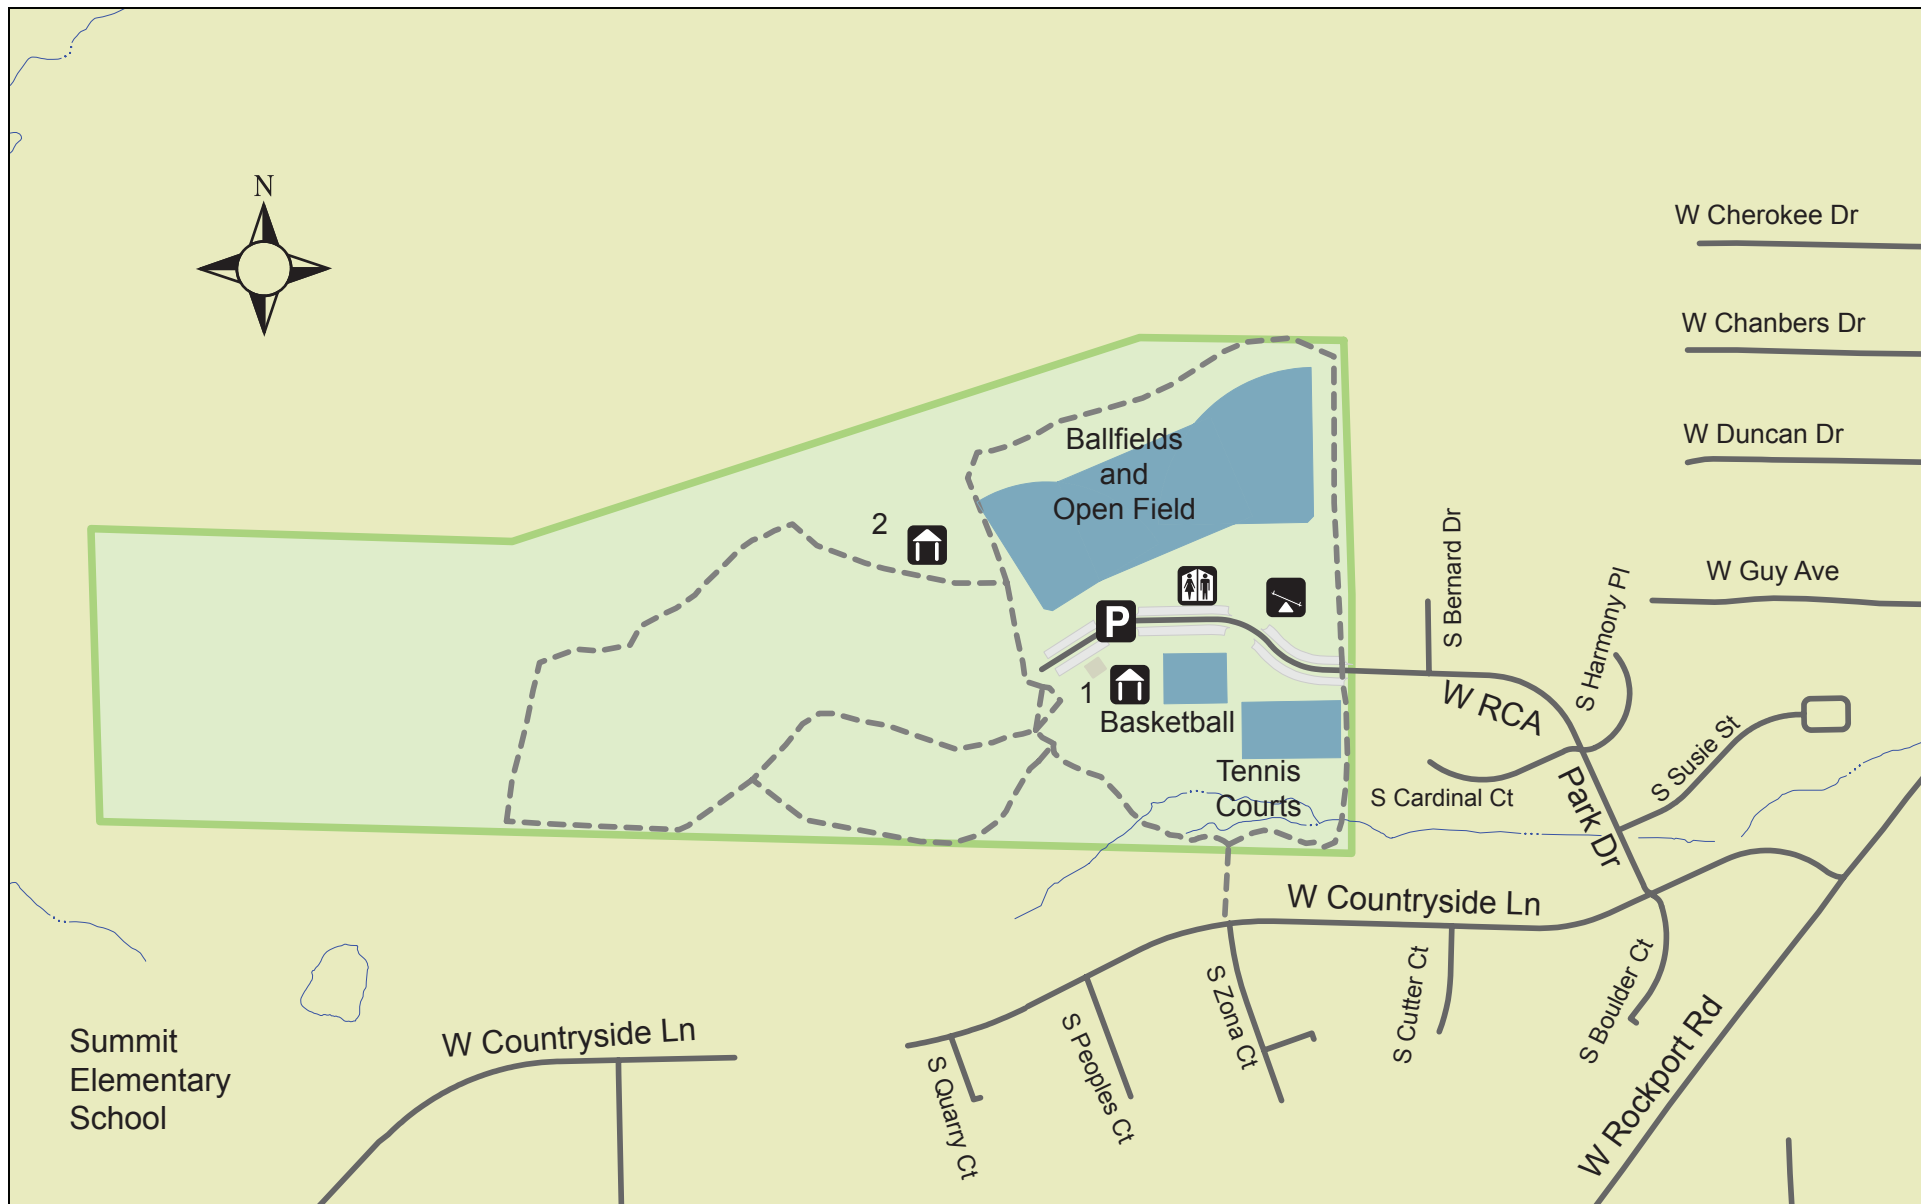 N
W Cherokee Dr
W Chanbers Dr
W Duncan Dr
W Guy Ave
Ballfields
and
Open Field
2
P
1
Basketball
Tennis
Courts
S Bernard Dr
S Harmony Pl
W RCA
Park Dr
S Susie St
S Cardinal Ct
W Countryside Ln
S Zona Ct
S Cutter Ct
S Boulder Ct
W Rockport Rd
S Peoples Ct
S Quarry Ct
W Countryside Ln
Summit
Elementary
School